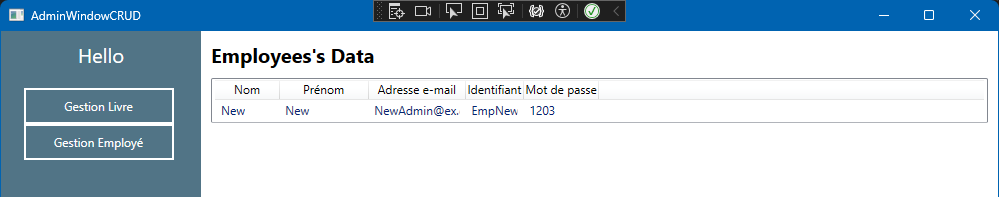 AdminWindowCRUD
Hello
Gestion Livre
Gestion Employé
Employees's Data
Nom Prénom Adresse e-mail Identifiant Mot de passe
New New NewAdmin@ex. EmpNew 1203